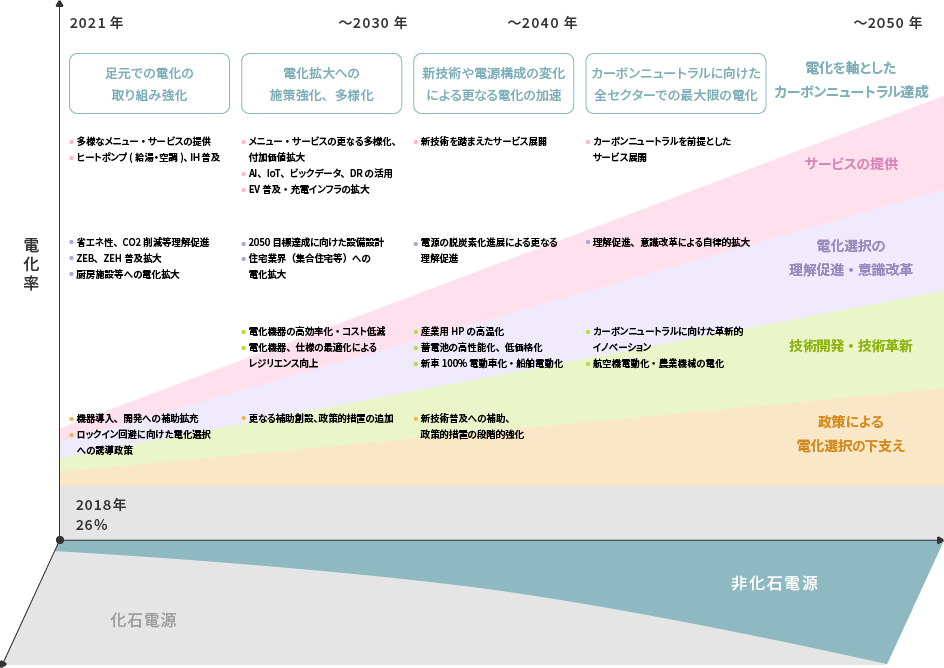 2021 年
～2030 年
～2040 年
～2050 年
足元での電化の
取り組み強化
電化拡大への
施策強化、多様化
新技術や電源構成の変化
による更なる電化の加速
カーボンニュートラルに向けた
全セクターでの最大限の電化
電化を軸とした
カーボンニュートラル達成
• 多様なメニュー・サービスの提供
• ヒートポンプ ( 給湯・空調 )、IH 普及
• メニュー・サービスの更なる多様化、
付加価値拡大
• AI、IoT、ビックデータ、DR の活用
• EV 普及・充電インフラの拡大
• 新技術を踏まえたサービス展開
• カーボンニュートラルを前提とした
サービス展開
サービスの提供
電化率
• 省エネ性、CO2 削減等理解促進
• ZEB、ZEH 普及拡大
• 厨房施設等への電化拡大
• 2050 目標達成に向けた設備設計
• 住宅業界（集合住宅等）への
電化拡大
• 電源の脱炭素化進展による更なる
理解促進
• 理解促進、意識改革による自律的拡大
電化選択の
理解促進・意識改革
• 電化機器の高効率化・コスト低減
• 電化機器、仕様の最適化による
レジリエンス向上
• 産業用 HP の高温化
• 蓄電池の高性能化、低価格化
• 新車 100% 電動車化・船舶電動化
• カーボンニュートラルに向けた革新的
イノベーション
• 航空機電動化・農業機械の電化
技術開発・技術革新
• 機器導入、開発への補助拡充
• ロックイン回避に向けた電化選択
への誘導政策
• 更なる補助創設、政策的措置の追加
• 新技術普及への補助、
政策的措置の段階的強化
政策による
電化選択の下支え
2018年
26%
非化石電源
化石電源